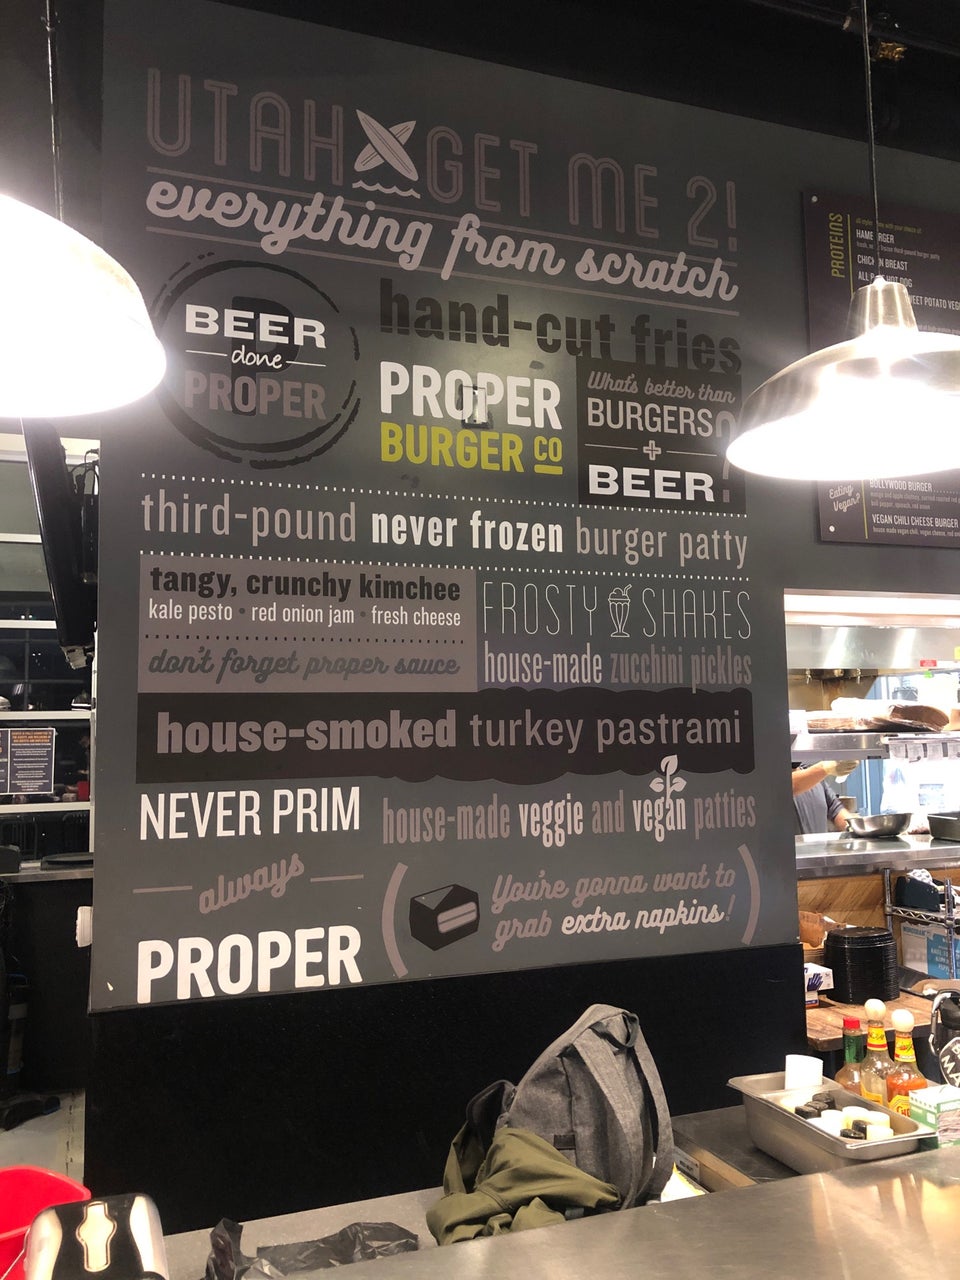 UTAH GET ME 2!
everything from scratch
BEER
done
PROPER
hand-cut fries
PROPER
BURGER CO
What's better than
BURGERS?
+
BEER!
third-pound never frozen burger patty
tangy, crunchy kimchee
kale pesto • red onion jam • fresh cheese
don't forget proper sauce
FROSTY SHAKES
house-made zucchini pickles
house-smoked turkey pastrami
NEVER PRIM
always
PROPER
house-made veggie and vegan patties
You're gonna want to
grab extra napkins!
PROTEINS
BREAST
DOG
Eating
Vegan?
BOLLYWOOD BURGER
VEGAN CHILI CHEESE BURGER